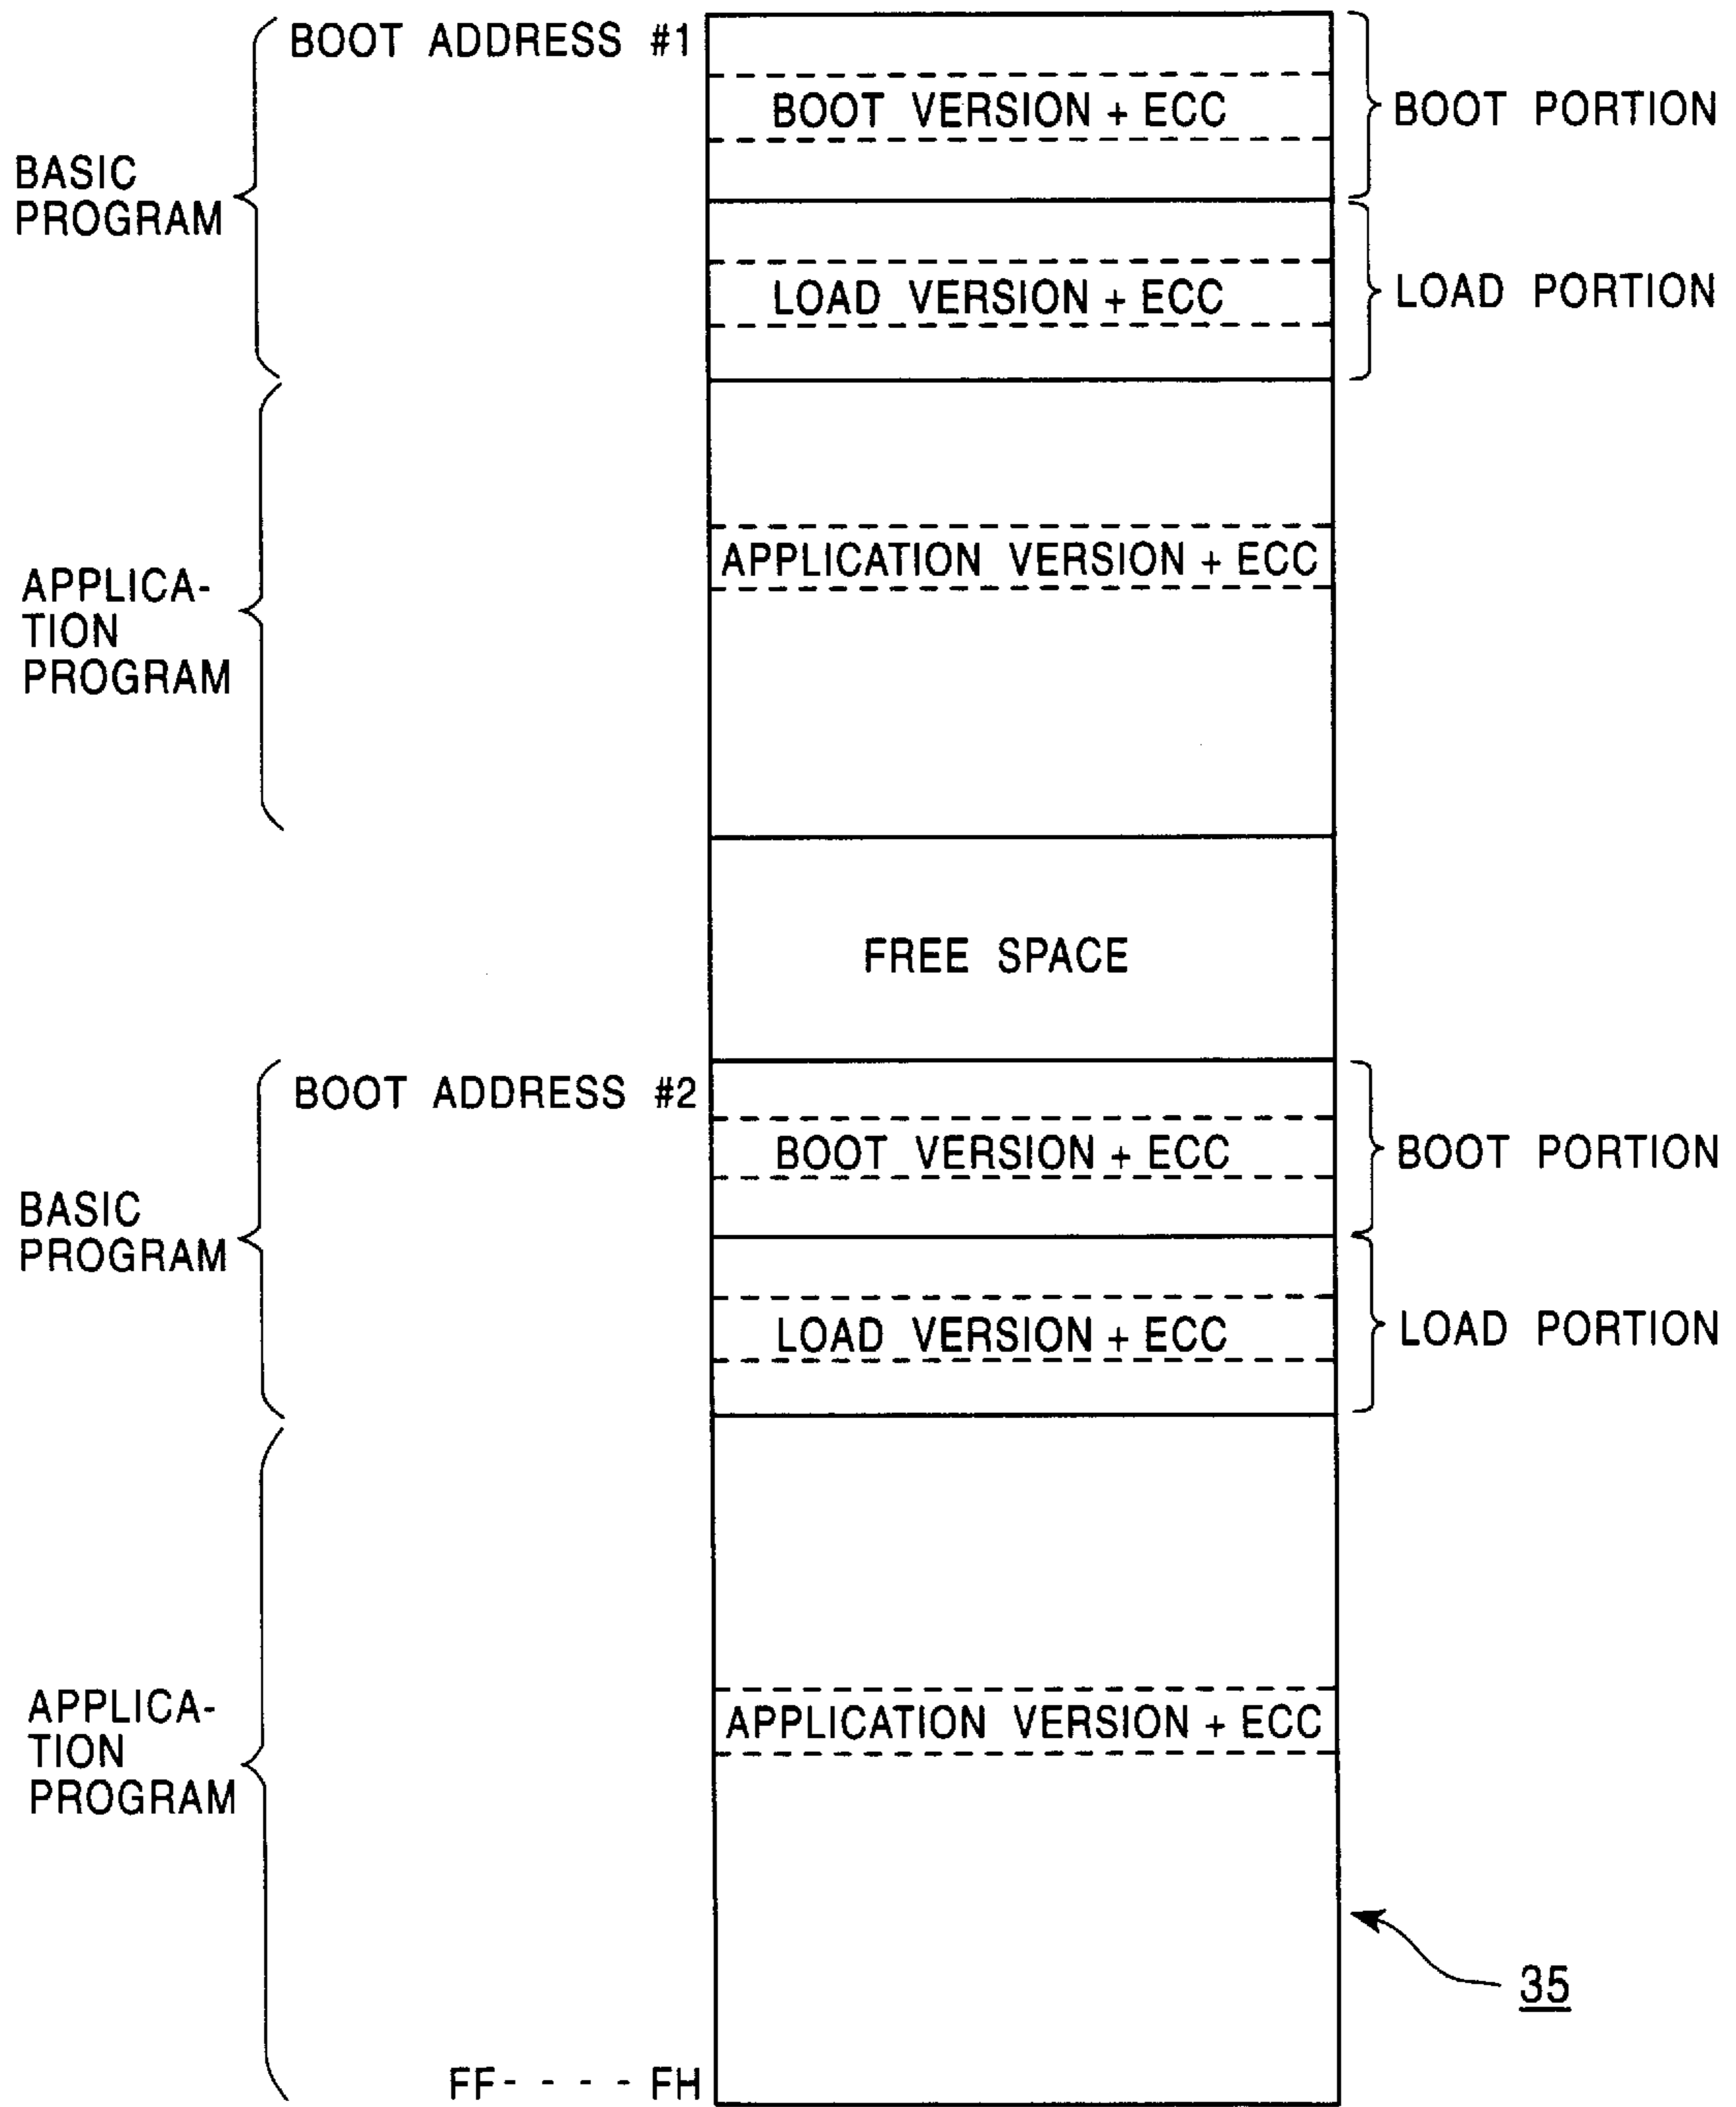 BOOT ADDRESS #1
BOOT VERSION + ECC
BOOT PORTION
BASIC
PROGRAM
LOAD VERSION + ECC
LOAD PORTION
APPLICATION VERSION + ECC
APPLICA-
TION
PROGRAM
FREE SPACE
BOOT ADDRESS #2
BOOT VERSION + ECC
BOOT PORTION
BASIC
PROGRAM
LOAD VERSION + ECC
LOAD PORTION
APPLICATION VERSION + ECC
APPLICA-
TION
PROGRAM
35
FF- - - - FH